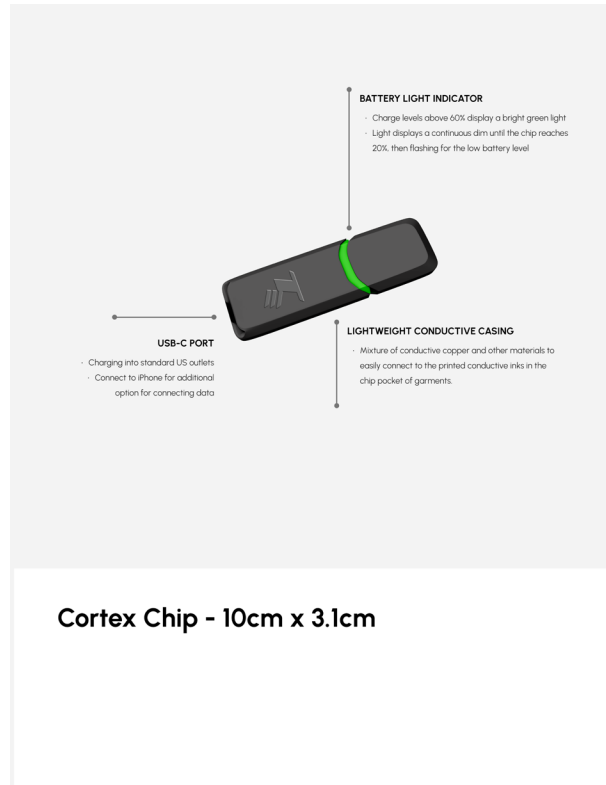 BATTERY LIGHT INDICATOR
· Charge levels above 60% display a bright green light
· Light displays a continuous dim until the chip reaches
20%, then flashing for the low battery level
USB-C PORT
· Charging into standard US outlets
· Connect to iPhone for additional
option for connecting data
LIGHTWEIGHT CONDUCTIVE CASING
· Mixture of conductive copper and other materials to
easily connect to the printed conductive inks in the
chip pocket of garments.
Cortex Chip - 10cm x 3.1cm